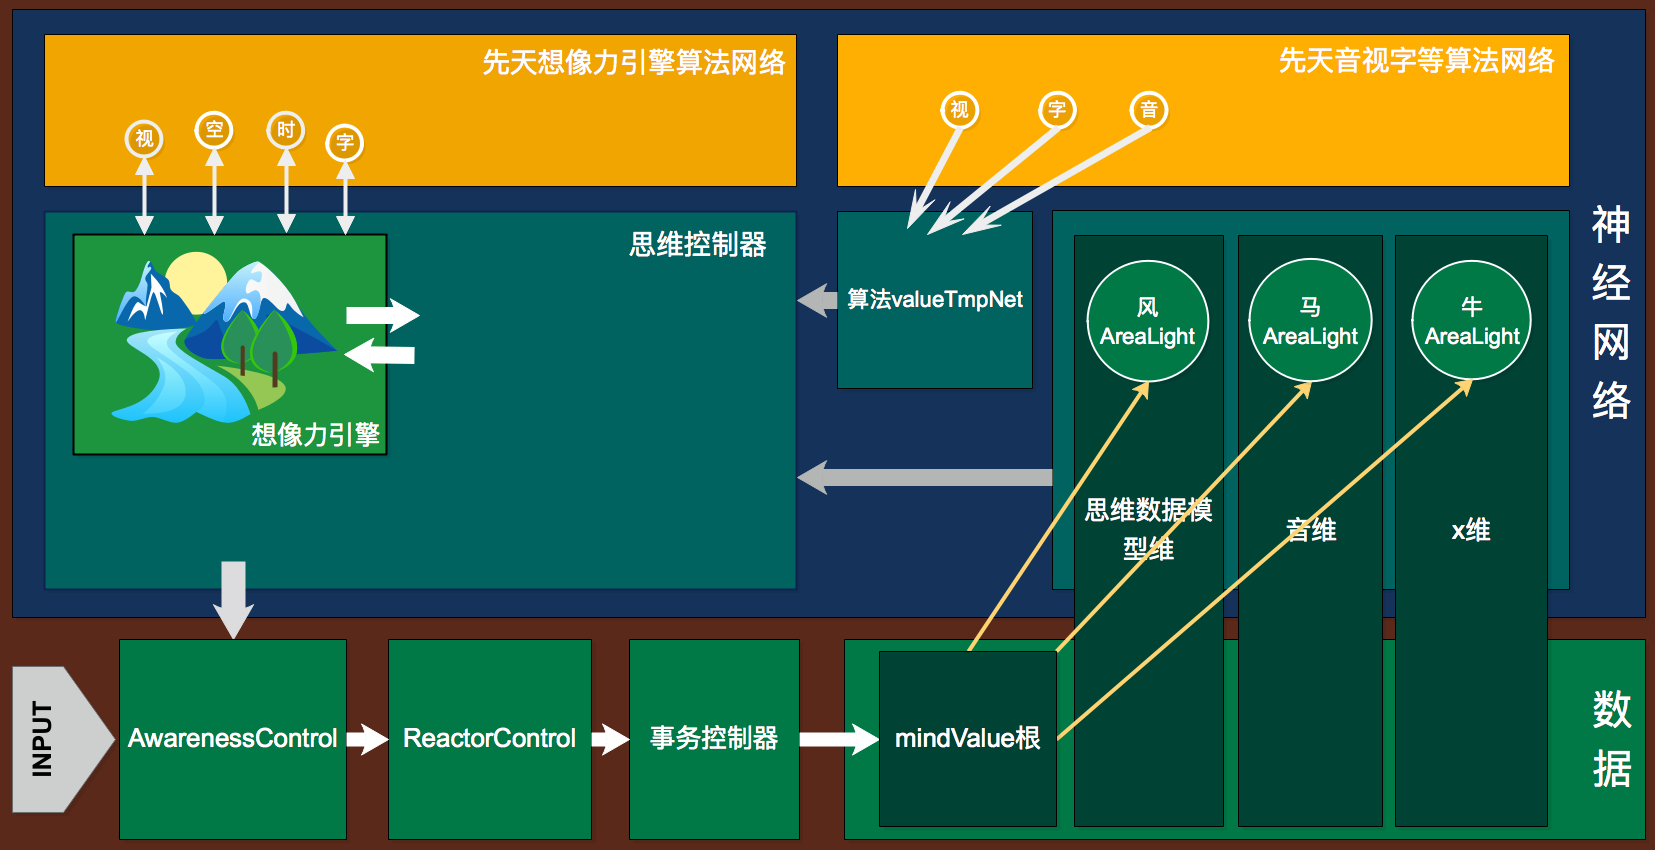 先天想像力引擎算法网络
视
空
时
字
先天音视字等算法网络
视
字
音
神
经
网
络
思维控制器
想像力引擎
算法valueTmpNet
风
AreaLight
马
AreaLight
牛
AreaLight
思维数据模
型维
音维
x维
INPUT
AwarenessControl
ReactorControl
事务控制器
mindValue根
数
据